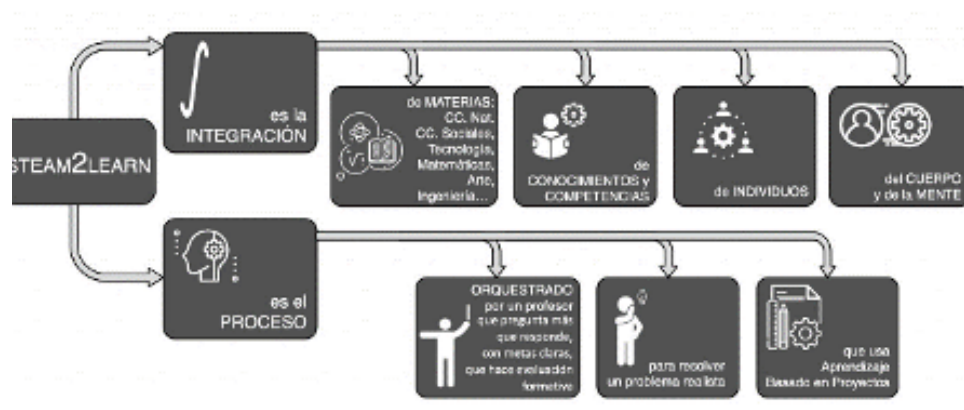 STEAM2LEARN
es la
INTEGRACIÓN
de MATERIAS:
CC. Nat.
CC. Sociales,
Tecnología,
Matemáticas,
Arte,
Ingeniería...
de
CONOCIMIENTOS y
COMPETENCIAS
de INDIVIDUOS
del CUERPO
y de la MENTE
es el
PROCESO
ORQUESTRADO
por un profesor
que pregunta más
que responde,
con metas claras,
que hace evaluación
formativa
para resolver
un problema realista
que usa
Aprendizaje
Basado en Proyectos